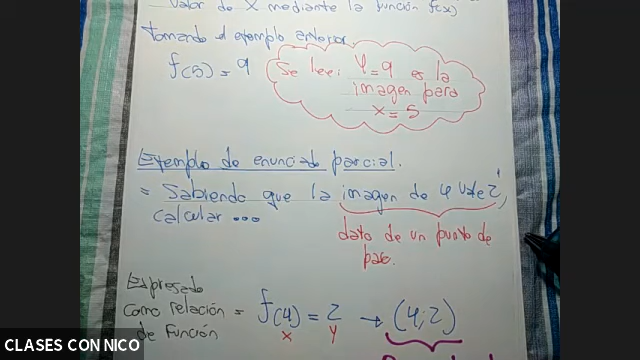 valor de X mediante la función f(x)
tomando el ejemplo anterior
f(5) = 9
Se lee: Y=9 es la
imagen para
X=5
Ejemplo de enunciado parcial.
= Sabiendo que la imagen de 4 vale 2,
calcular ...
dato de un punto de
paso.
Expresado
como relación =
de Función
f(4) = 2 → (4;2)
x y
CLASES CON NICO